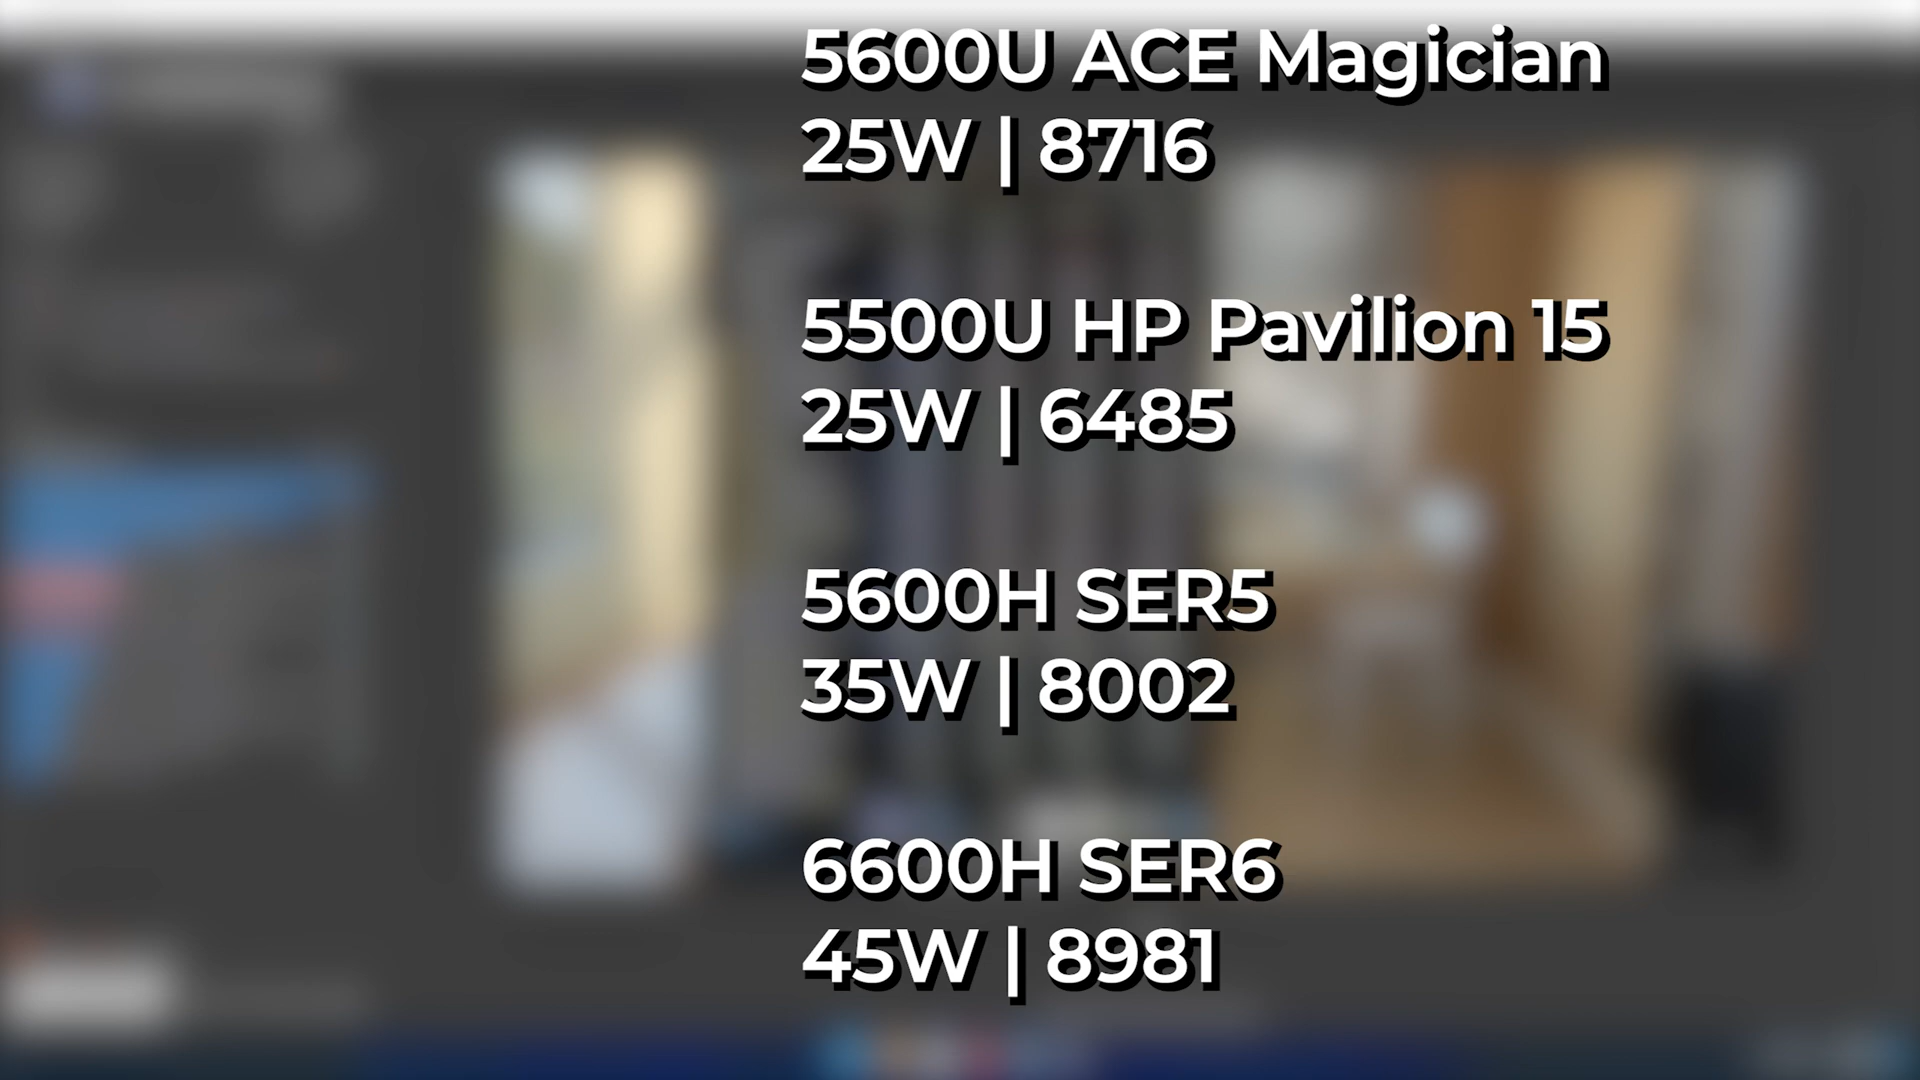 5600U ACE Magician
25W | 8716
5500U HP Pavilion 15
25W | 6485
5600H SER5
35W | 8002
6600H SER6
45W | 8981